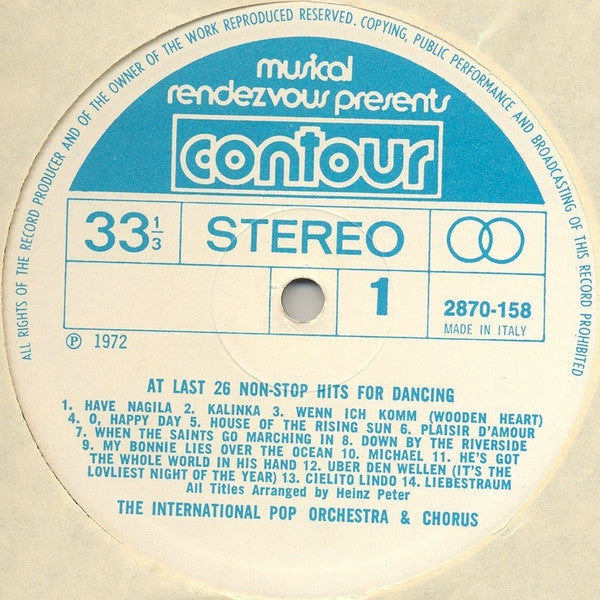 ALL RIGHTS OF THE RECORD PRODUCER AND OF THE OWNER OF THE WORK REPRODUCED RESERVED. COPYING, PUBLIC PERFORMANCE AND BROADCASTING OF THIS RECORD PROHIBITED
musical
rendezvous presents
contour
33 1/3 STEREO
1 2870-158
MADE IN ITALY
℗ 1972
AT LAST 26 NON-STOP HITS FOR DANCING
1. HAVE NAGILA 2. KALINKA 3. WENN ICH KOMM (WOODEN HEART)
4. O, HAPPY DAY 5. HOUSE OF THE RISING SUN 6. PLAISIR D'AMOUR
7. WHEN THE SAINTS GO MARCHING IN 8. DOWN BY THE RIVERSIDE
9. MY BONNIE LIES OVER THE OCEAN 10. MICHAEL 11. HE'S GOT
THE WHOLE WORLD IN HIS HAND 12. UBER DEN WELLEN (IT'S THE
LOVLIEST NIGHT OF THE YEAR) 13. CIELITO LINDO 14. LIEBESTRAUM
All Titles Arranged by Heinz Peter
THE INTERNATIONAL POP ORCHESTRA & CHORUS